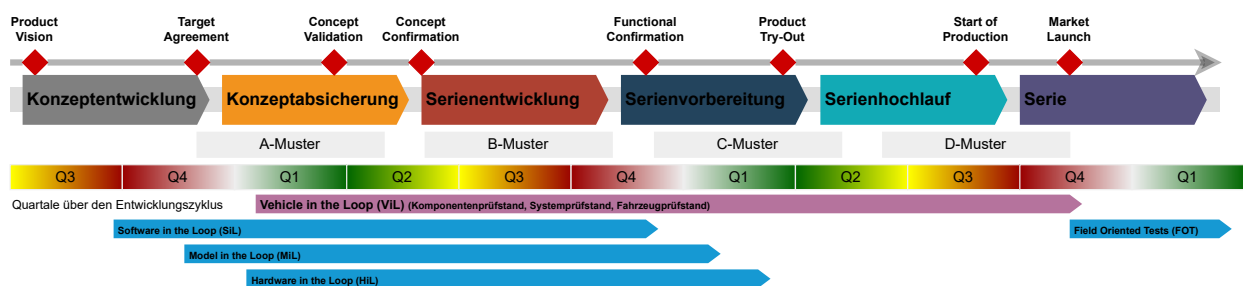 Product
Vision
Target
Agreement
Concept
Validation
Concept
Confirmation
Functional
Confirmation
Product
Try-Out
Start of
Production
Market
Launch
Konzeptentwicklung
Konzeptabsicherung
Serienentwicklung
Serienvorbereitung
Serienhochlauf
Serie
A-Muster
B-Muster
C-Muster
D-Muster
Q3
Q4
Q1
Q2
Q3
Q4
Q1
Q2
Q3
Q4
Q1
Quartale über den Entwicklungszyklus
Vehicle in the Loop (ViL) (Komponentenprüfstand, Systemprüfstand, Fahrzeugprüfstand)
Software in the Loop (SiL)
Field Oriented Tests (FOT)
Model in the Loop (MiL)
Hardware in the Loop (HiL)